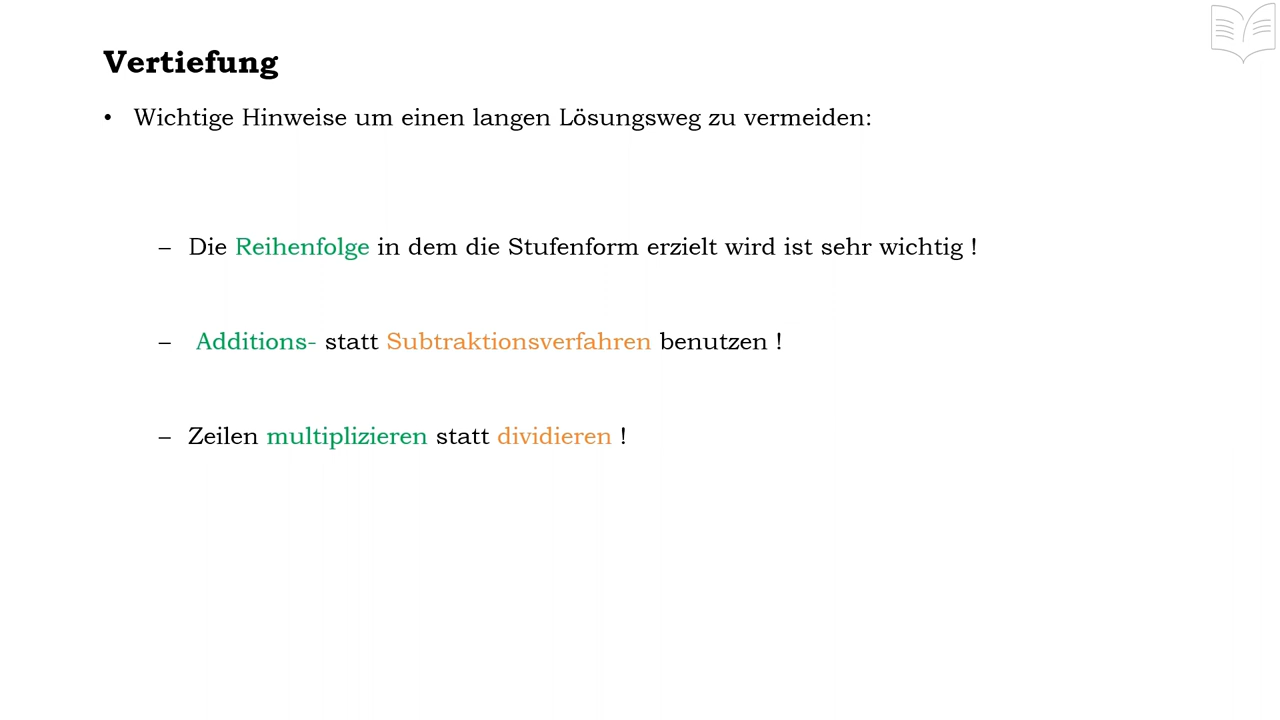 Vertiefung
• Wichtige Hinweise um einen langen Lösungsweg zu vermeiden:
– Die Reihenfolge in dem die Stufenform erzielt wird ist sehr wichtig !
– Additions- statt Subtraktionsverfahren benutzen !
– Zeilen multiplizieren statt dividieren !